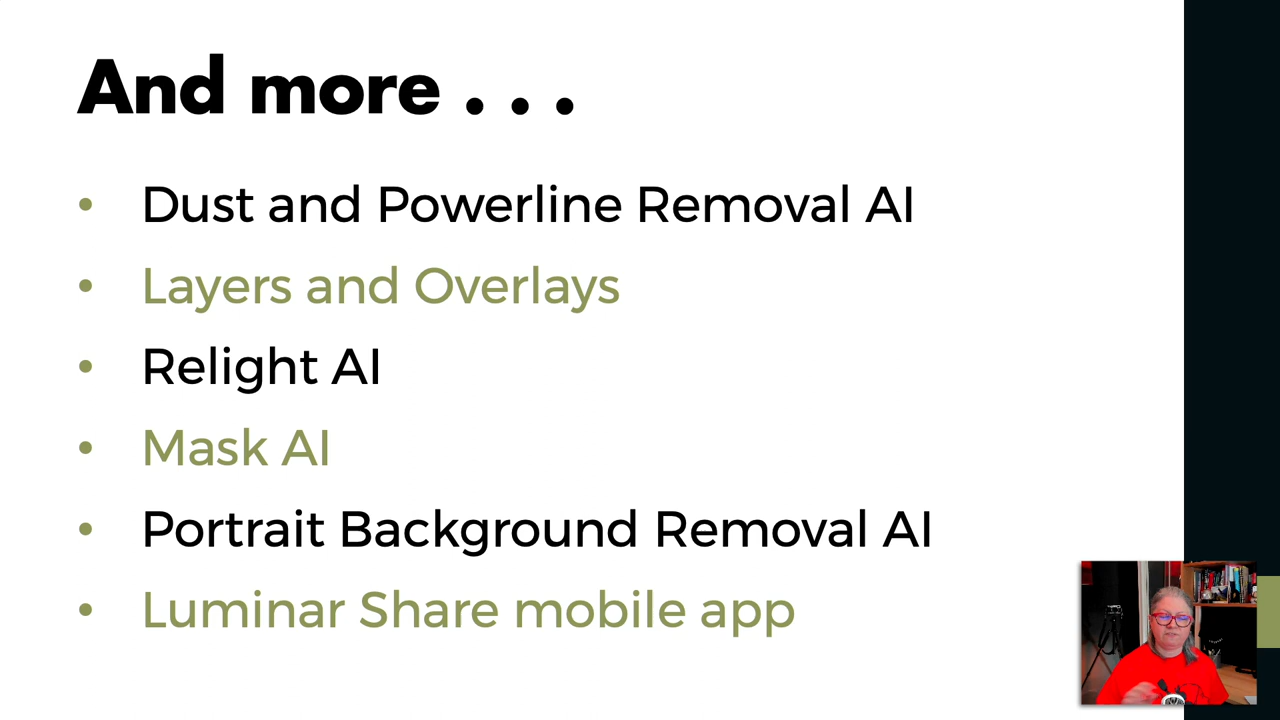 And more . . .
• Dust and Powerline Removal AI
• Layers and Overlays
• Relight AI
• Mask AI
• Portrait Background Removal AI
• Luminar Share mobile app